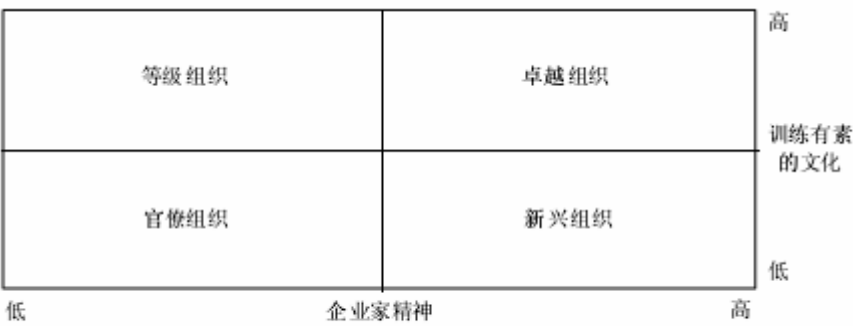 高
等级组织 卓越组织
训练有素
的文化
官僚组织 新兴组织
低
低 企业家精神 高